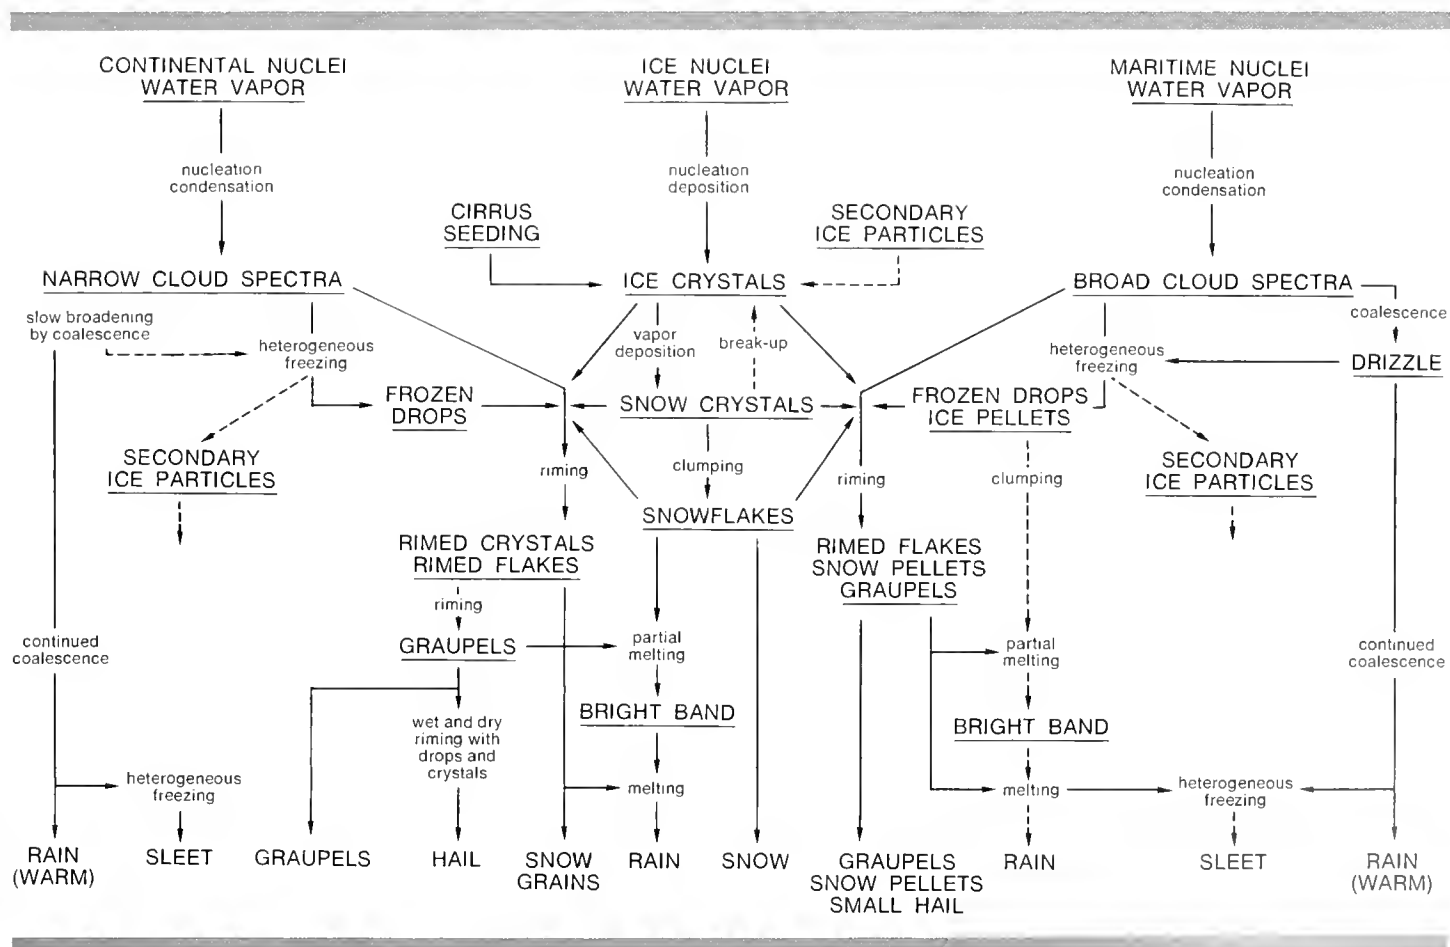 CONTINENTAL NUCLEI
WATER VAPOR
ICE NUCLEI
WATER VAPOR
MARITIME NUCLEI
WATER VAPOR
nucleation
condensation
nucleation
deposition
nucleation
condensation
CIRRUS
SEEDING
SECONDARY
ICE PARTICLES
NARROW CLOUD SPECTRA
ICE CRYSTALS
BROAD CLOUD SPECTRA
slow broadening
by coalescence
heterogeneous
freezing
vapor
deposition
break-up
heterogeneous
freezing
coalescence
DRIZZLE
FROZEN
DROPS
SNOW CRYSTALS
FROZEN DROPS
ICE PELLETS
SECONDARY
ICE PARTICLES
riming
clumping
riming
clumping
SECONDARY
ICE PARTICLES
SNOWFLAKES
RIMED CRYSTALS
RIMED FLAKES
RIMED FLAKES
SNOW PELLETS
GRAUPELS
riming
continued
coalescence
GRAUPELS
partial
melting
partial
melting
continued
coalescence
BRIGHT BAND
wet and dry
riming with
drops and
crystals
BRIGHT BAND
heterogeneous
freezing
melting
melting
heterogeneous
freezing
RAIN
(WARM)
SLEET
GRAUPELS
HAIL
SNOW
GRAINS
RAIN
SNOW
GRAUPELS
SNOW PELLETS
SMALL HAIL
RAIN
SLEET
RAIN
(WARM)